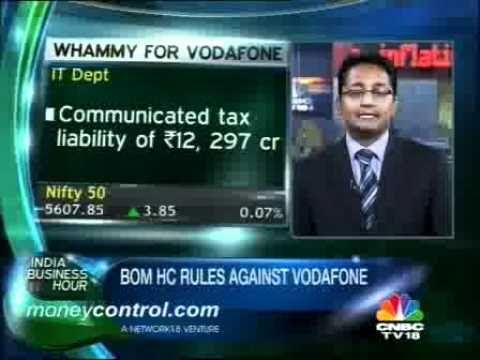 WHAMMY FOR VODAFONE
IT Dept
Communicated tax
liability of ₹12, 297 cr
Nifty 50
5607.85 3.85 0.07%
INDIA
BUSINESS
HOUR
BOM HC RULES AGAINST VODAFONE
moneycontrol.com
A NETWORK18 VENTURE
CNBC
TV18
CNBC